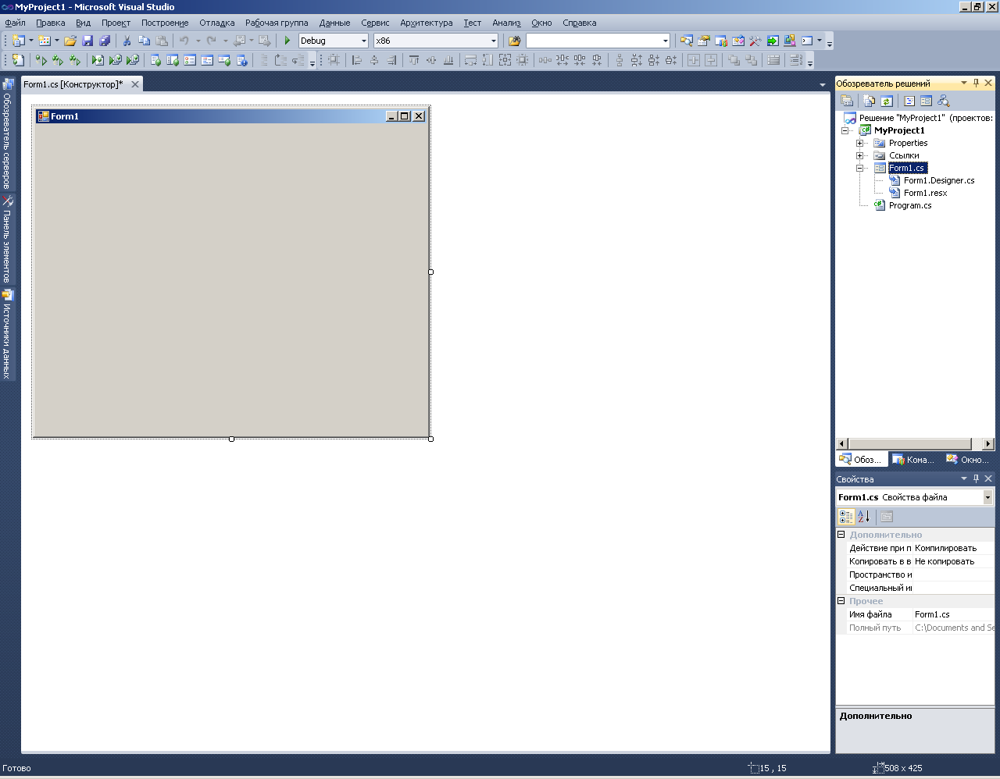 MyProject1 - Microsoft Visual Studio
Файл Правка Вид Проект Построение Отладка Рабочая группа Данные Сервис Архитектура Тест Анализ Окно Справка
Debug x86
Form1.cs [Конструктор]*
Form1
Обозреватель серверов
Панель элементов
Источники данных
Обозреватель решений
Решение "MyProject1" (проектов:
MyProject1
Properties
Ссылки
Form1.cs
Form1.Designer.cs
Form1.resx
Program.cs
Обоз... Кома... Окно...
Свойства
Form1.cs Свойства файла
Дополнительно
Действие при п Компилировать
Копировать в в Не копировать
Пространство и
Специальный и
Прочее
Имя файла Form1.cs
Полный путь C:\Documents and Se
Дополнительно
Готово 15 , 15 508 x 425